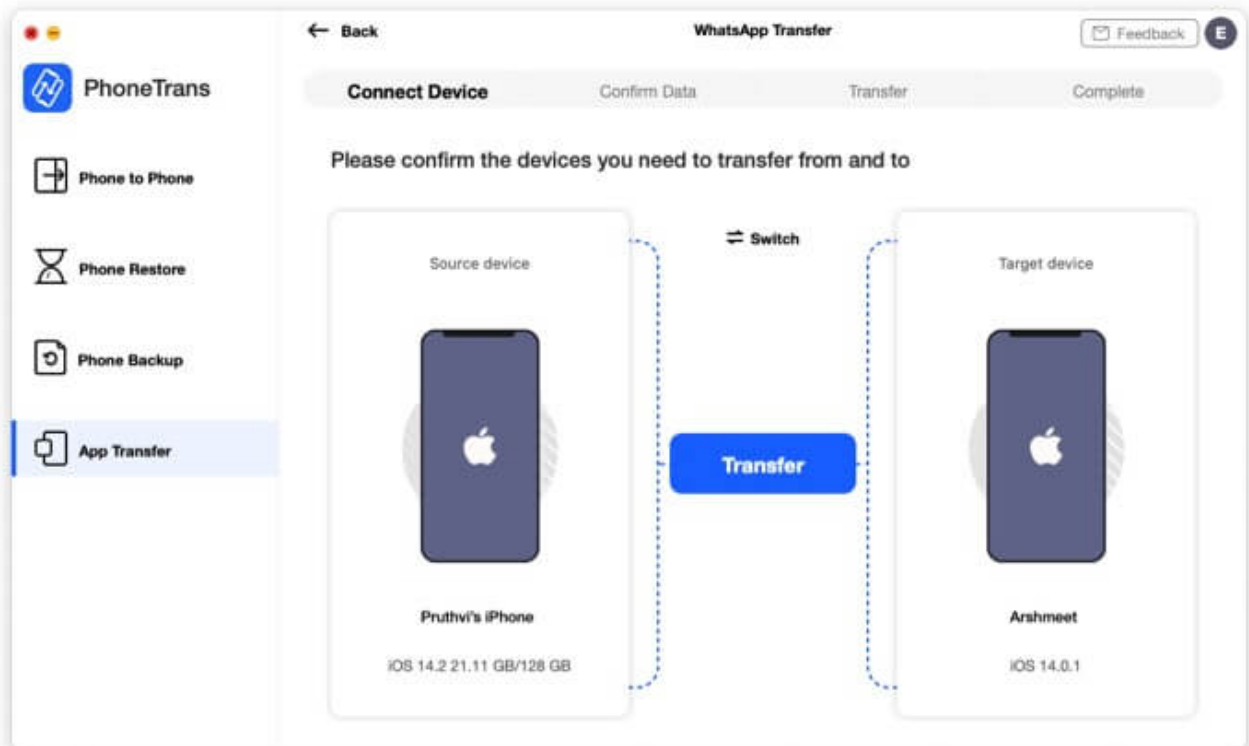 ← Back
WhatsApp Transfer
Feedback
E
PhoneTrans
Phone to Phone
Phone Restore
Phone Backup
App Transfer
Connect Device
Confirm Data
Transfer
Complete
Please confirm the devices you need to transfer from and to
Source device
Pruthvi's iPhone
iOS 14.2 21.11 GB/128 GB
⇌ Switch
Transfer
Target device
Arshmeet
iOS 14.0.1